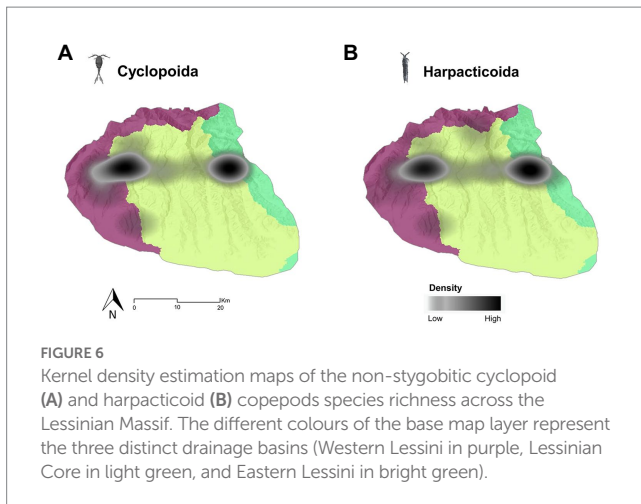 A Cyclopoida
B Harpacticoida
N
0 10 20 Km
Density
Low High
FIGURE 6
Kernel density estimation maps of the non-stygobitic cyclopoid
(A) and harpacticoid (B) copepods species richness across the
Lessinian Massif. The different colours of the base map layer represent
the three distinct drainage basins (Western Lessini in purple, Lessinian
Core in light green, and Eastern Lessini in bright green).